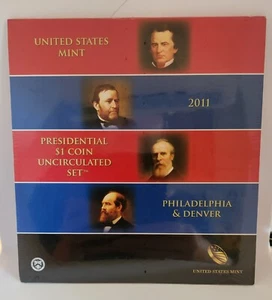 UNITED STATES
MINT
2011
PRESIDENTIAL
$1 COIN
UNCIRCULATED
SET™
PHILADELPHIA
& DENVER
UNITED STATES MINT